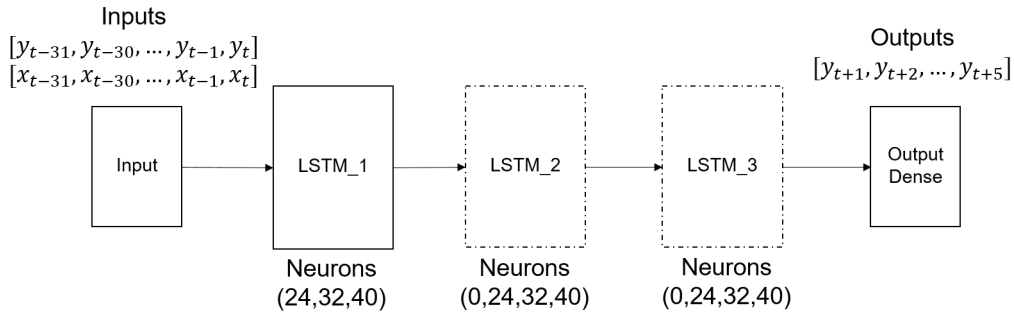 Inputs
[y_{t−31}, y_{t−30}, …, y_{t−1}, y_t]
[x_{t−31}, x_{t−30}, …, x_{t−1}, x_t]
Outputs
[y_{t+1}, y_{t+2}, …, y_{t+5}]
Input
LSTM_1
LSTM_2
LSTM_3
Output
Dense
Neurons
(24,32,40)
Neurons
(0,24,32,40)
Neurons
(0,24,32,40)